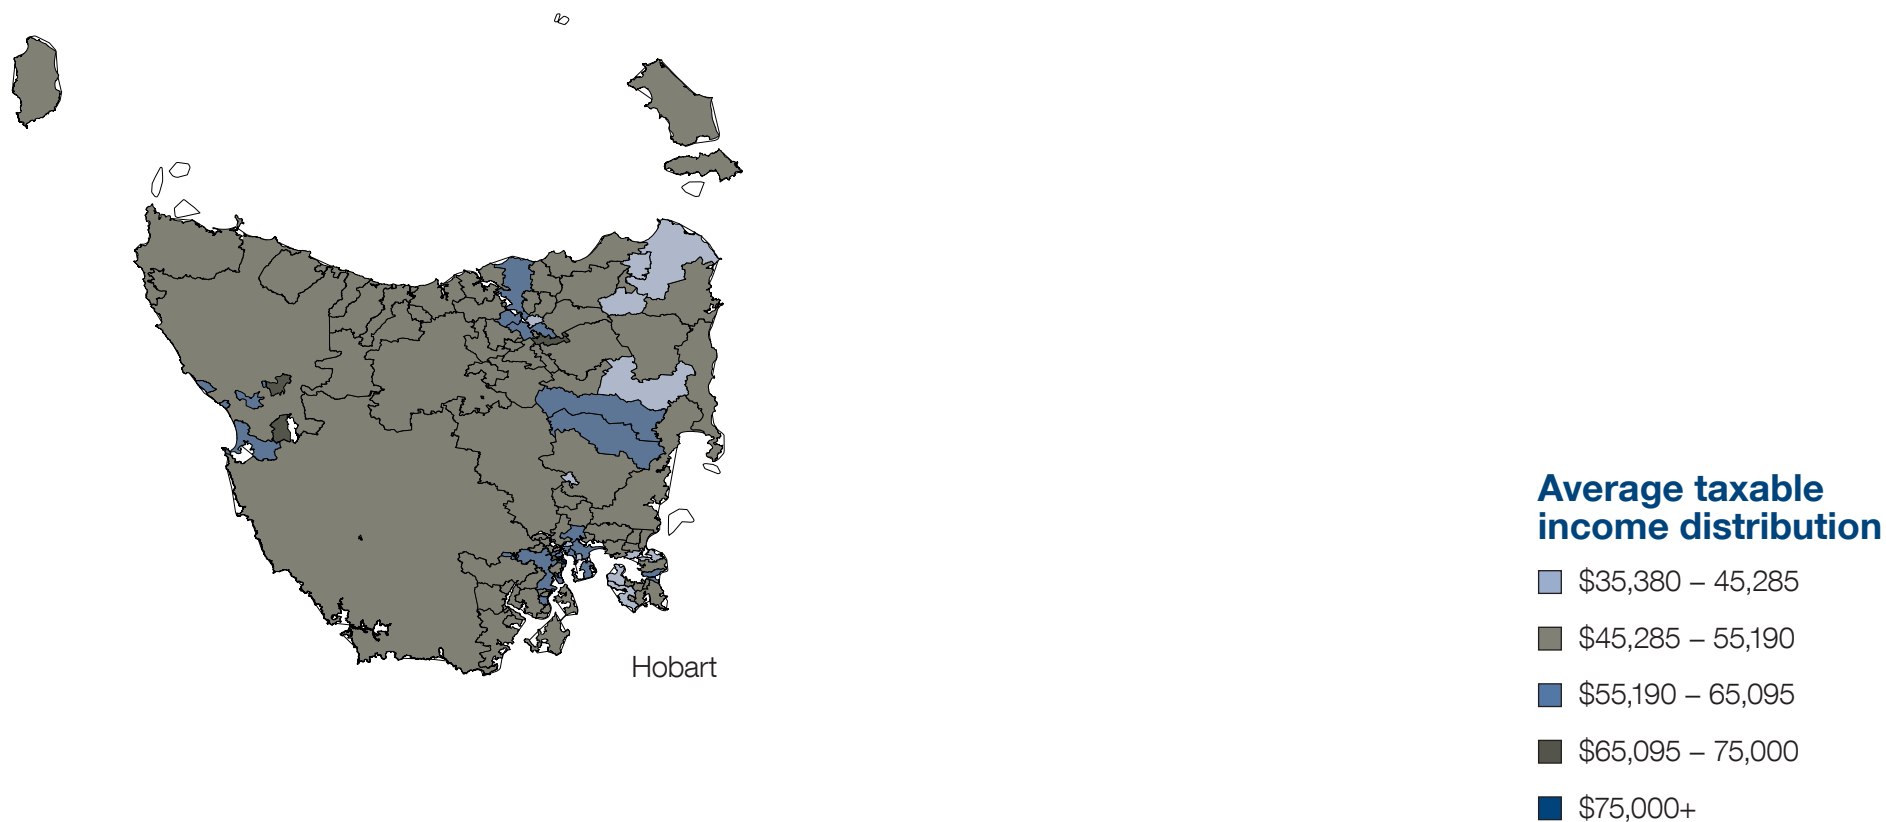 Hobart
Average taxable
income distribution
$35,380 – 45,285
$45,285 – 55,190
$55,190 – 65,095
$65,095 – 75,000
$75,000+